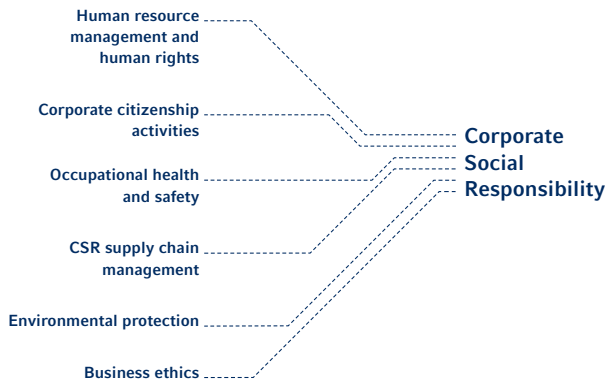 Human resource
management and
human rights
Corporate citizenship
activities
Occupational health
and safety
CSR supply chain
management
Environmental protection
Business ethics
Corporate
Social
Responsibility